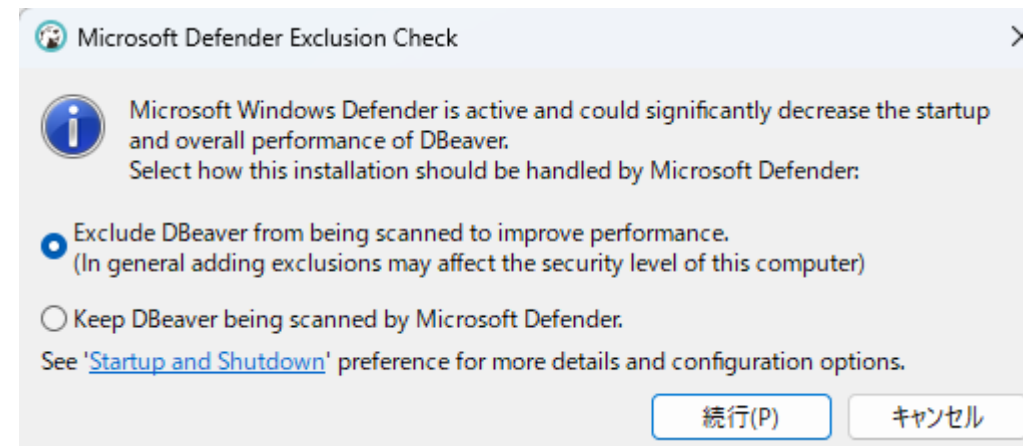 Microsoft Defender Exclusion Check
Microsoft Windows Defender is active and could significantly decrease the startup
and overall performance of DBeaver.
Select how this installation should be handled by Microsoft Defender:
Exclude DBeaver from being scanned to improve performance.
(In general adding exclusions may affect the security level of this computer)
Keep DBeaver being scanned by Microsoft Defender.
See 'Startup and Shutdown' preference for more details and configuration options.
続行(P) キャンセル